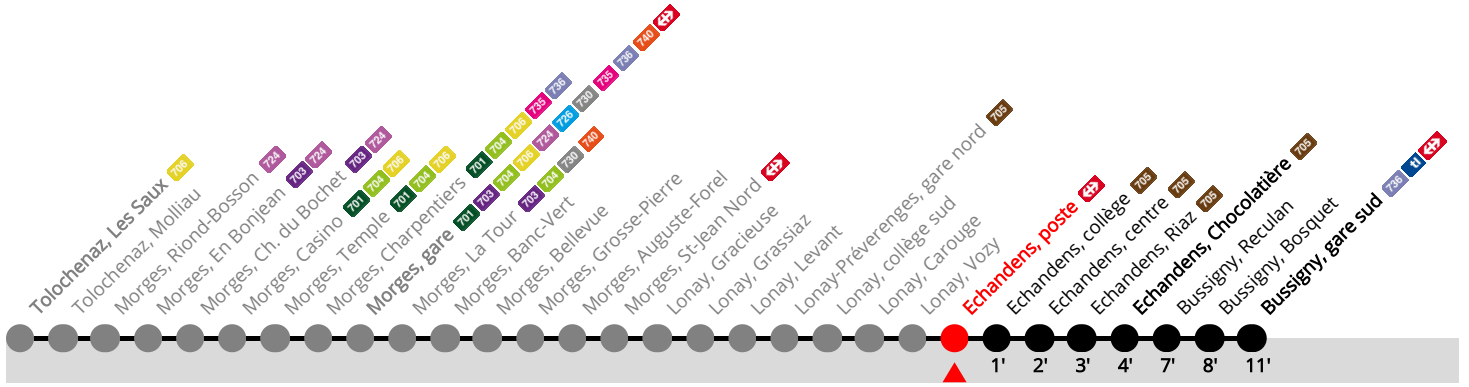 Tolochenaz, Les Saux 706
Tolochenaz, Molliau
Morges, Riond-Bosson 724
Morges, En Bonjean 703 724
Morges, Ch. du Bochet 703 724
Morges, Casino 701 704 706
Morges, Temple 701 704 706
Morges, Charpentiers 701 704 706 735 736
Morges, gare 701 703 704 706 724 726 730 735 736 740
Morges, La Tour 703 704 730 740
Morges, Banc-Vert
Morges, Bellevue
Morges, Grosse-Pierre
Morges, Auguste-Forel
Morges, St-Jean Nord
Lonay, Gracieuse
Lonay, Grassiaz
Lonay, Levant
Lonay-Préverenges, gare nord 705
Lonay, collège sud
Lonay, Carouge
Lonay, Vozy
Echandens, poste
Echandens, collège 705
Echandens, centre 705
Echandens, Riaz 705
Echandens, Chocolatière 705
Bussigny, Reculan
Bussigny, Bosquet
Bussigny, gare sud 736 tl
1' 2' 3' 4' 7' 8' 11'